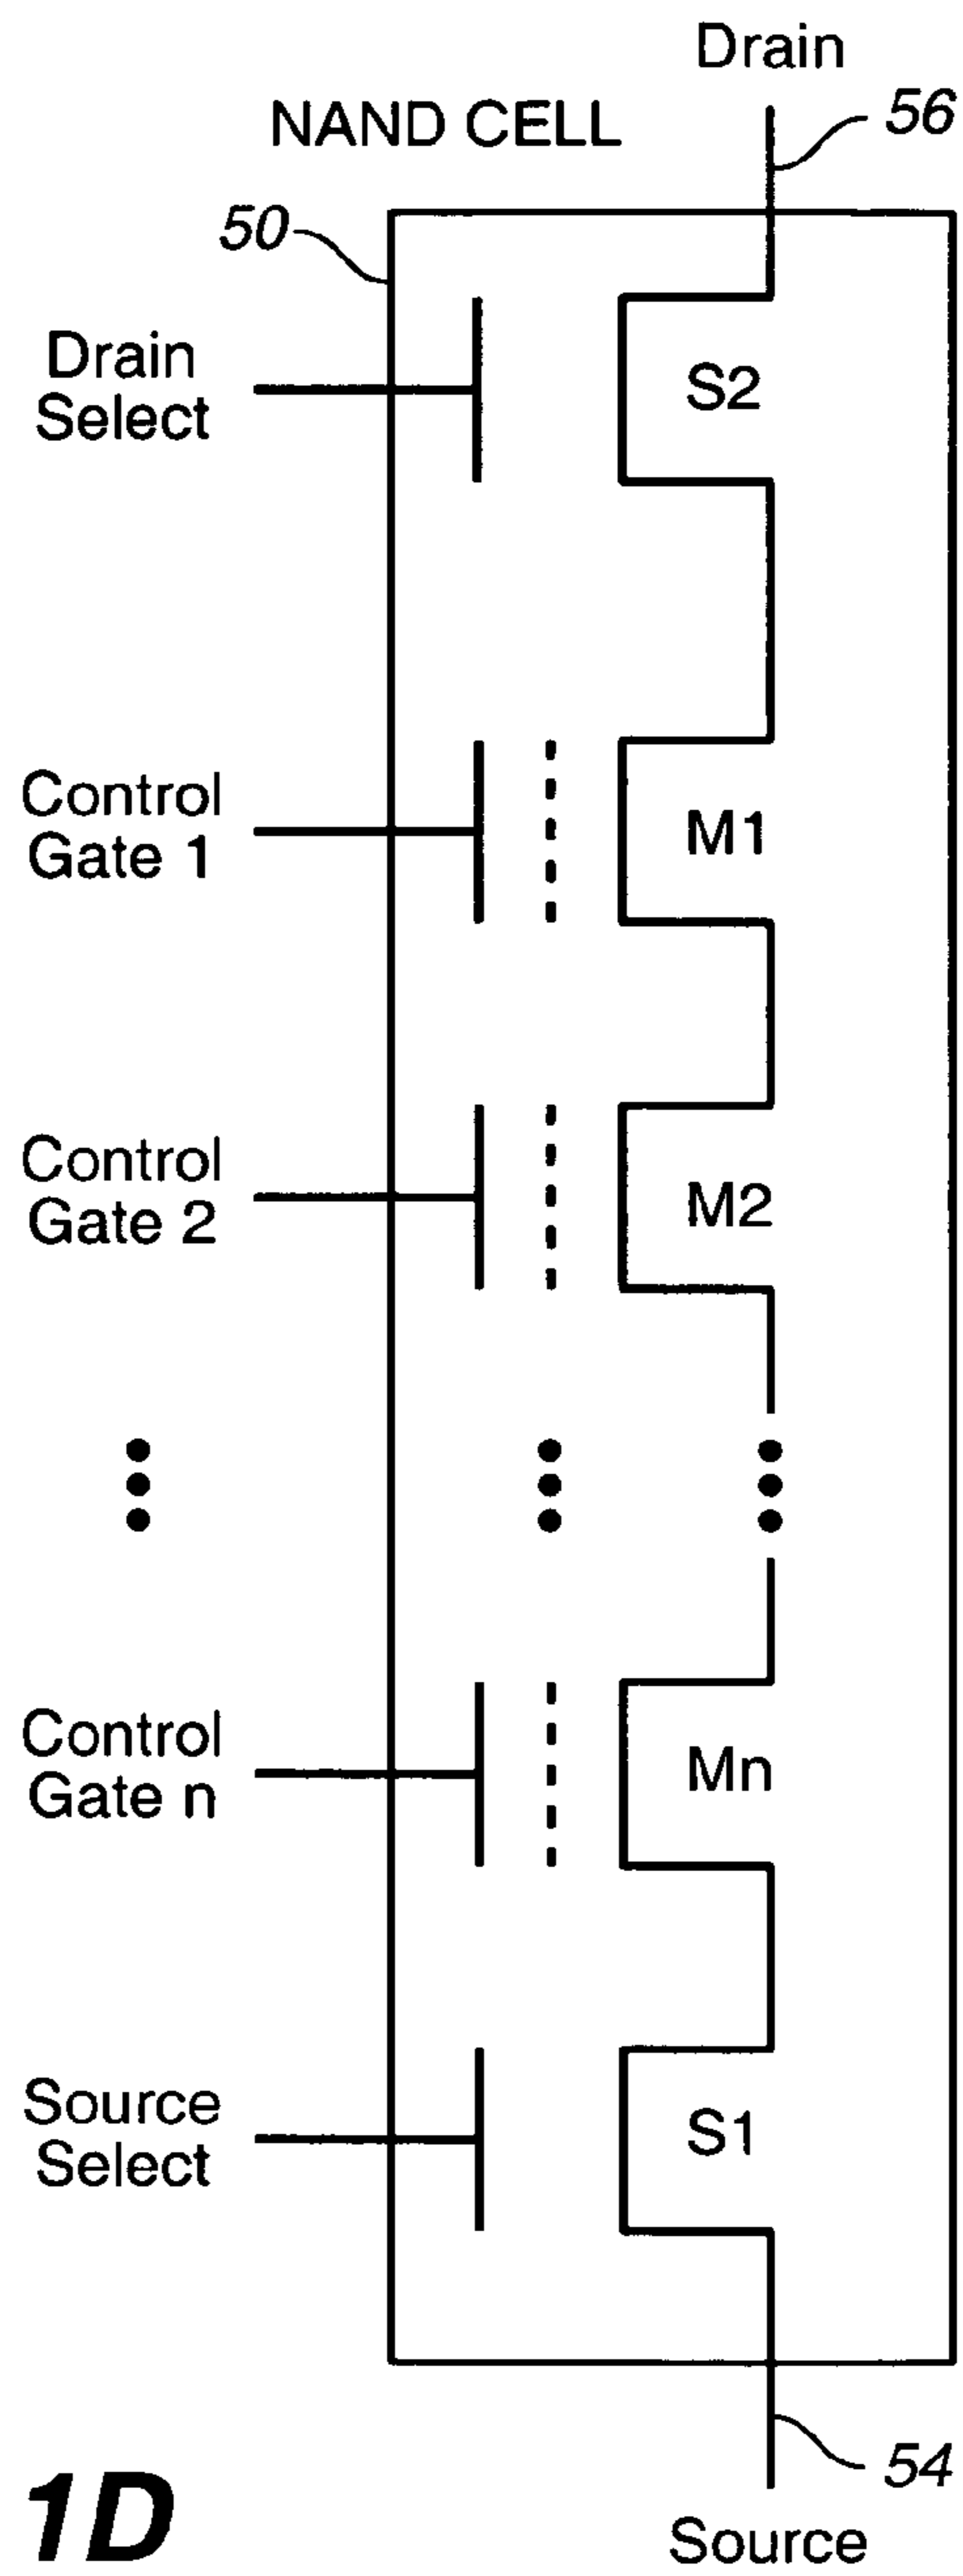 Drain
56
NAND CELL
50
Drain
Select
S2
Control
Gate 1
M1
Control
Gate 2
M2
Control
Gate n
Mn
Source
Select
S1
54
1D
Source